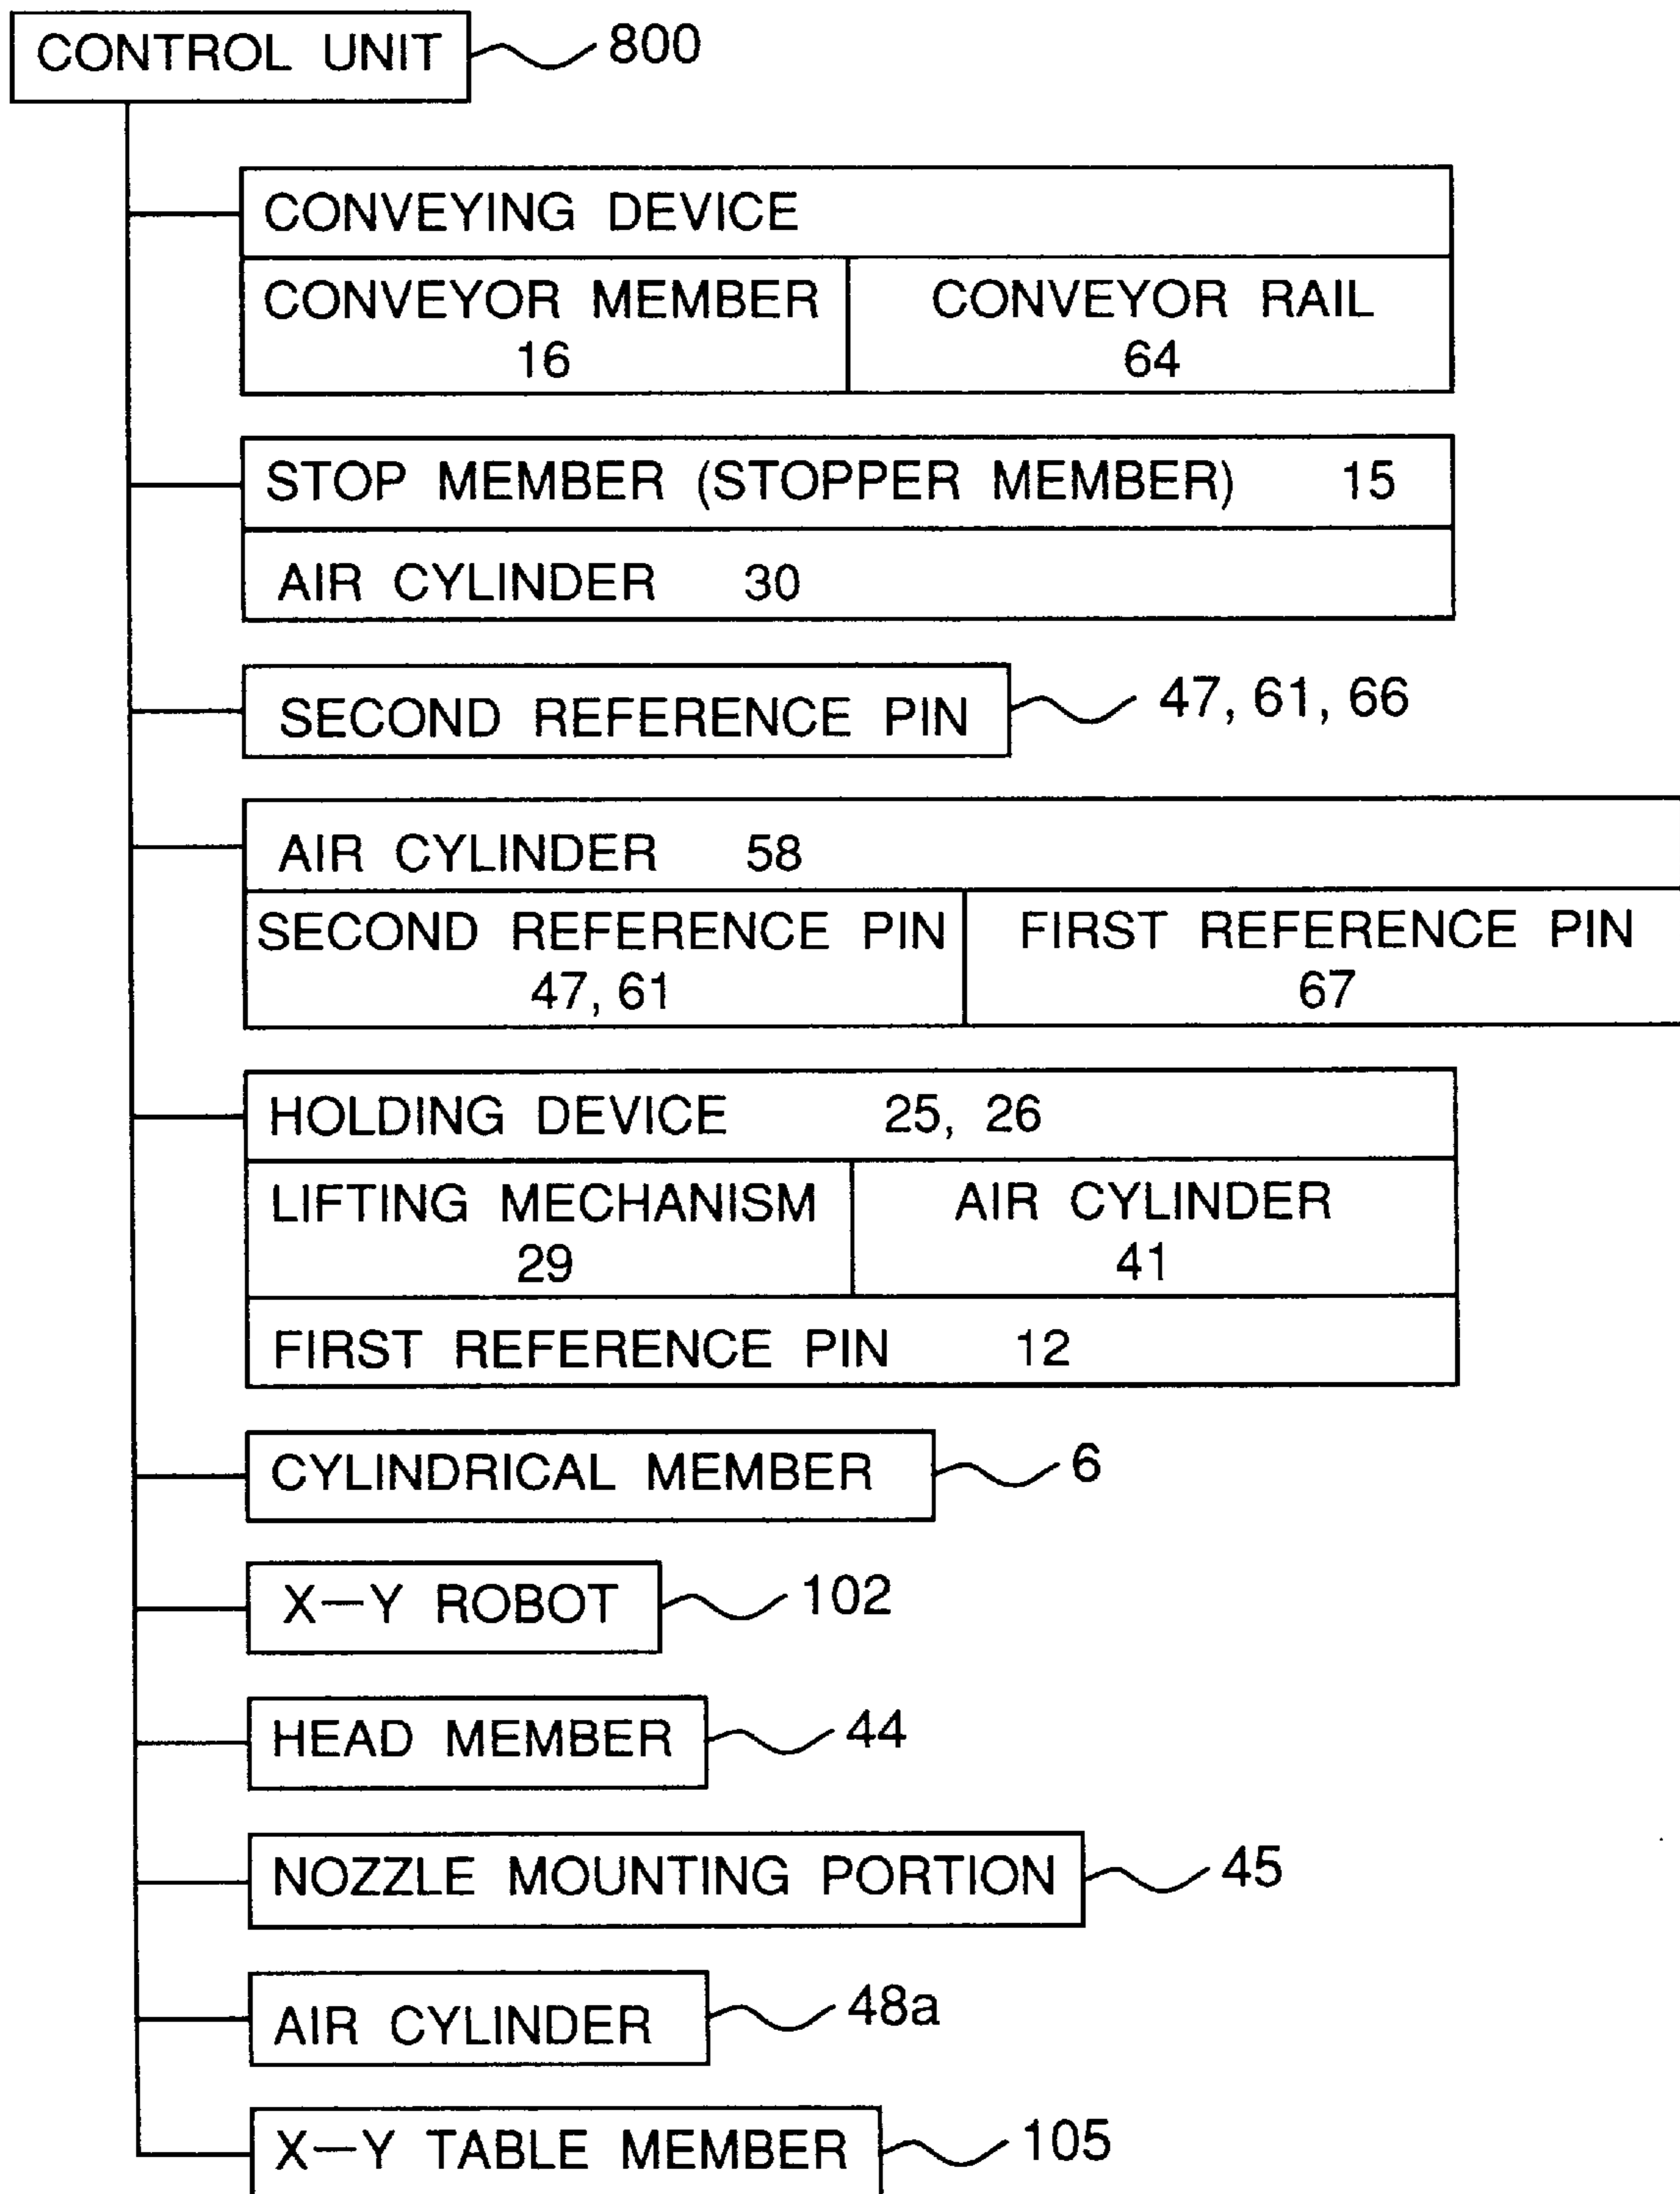 CONTROL UNIT 800
CONVEYING DEVICE
CONVEYOR MEMBER CONVEYOR RAIL
16 64
STOP MEMBER (STOPPER MEMBER) 15
AIR CYLINDER 30
SECOND REFERENCE PIN 47, 61, 66
AIR CYLINDER 58
SECOND REFERENCE PIN FIRST REFERENCE PIN
47, 61 67
HOLDING DEVICE 25, 26
LIFTING MECHANISM AIR CYLINDER
29 41
FIRST REFERENCE PIN 12
CYLINDRICAL MEMBER 6
X—Y ROBOT 102
HEAD MEMBER 44
NOZZLE MOUNTING PORTION 45
AIR CYLINDER 48a
X—Y TABLE MEMBER 105